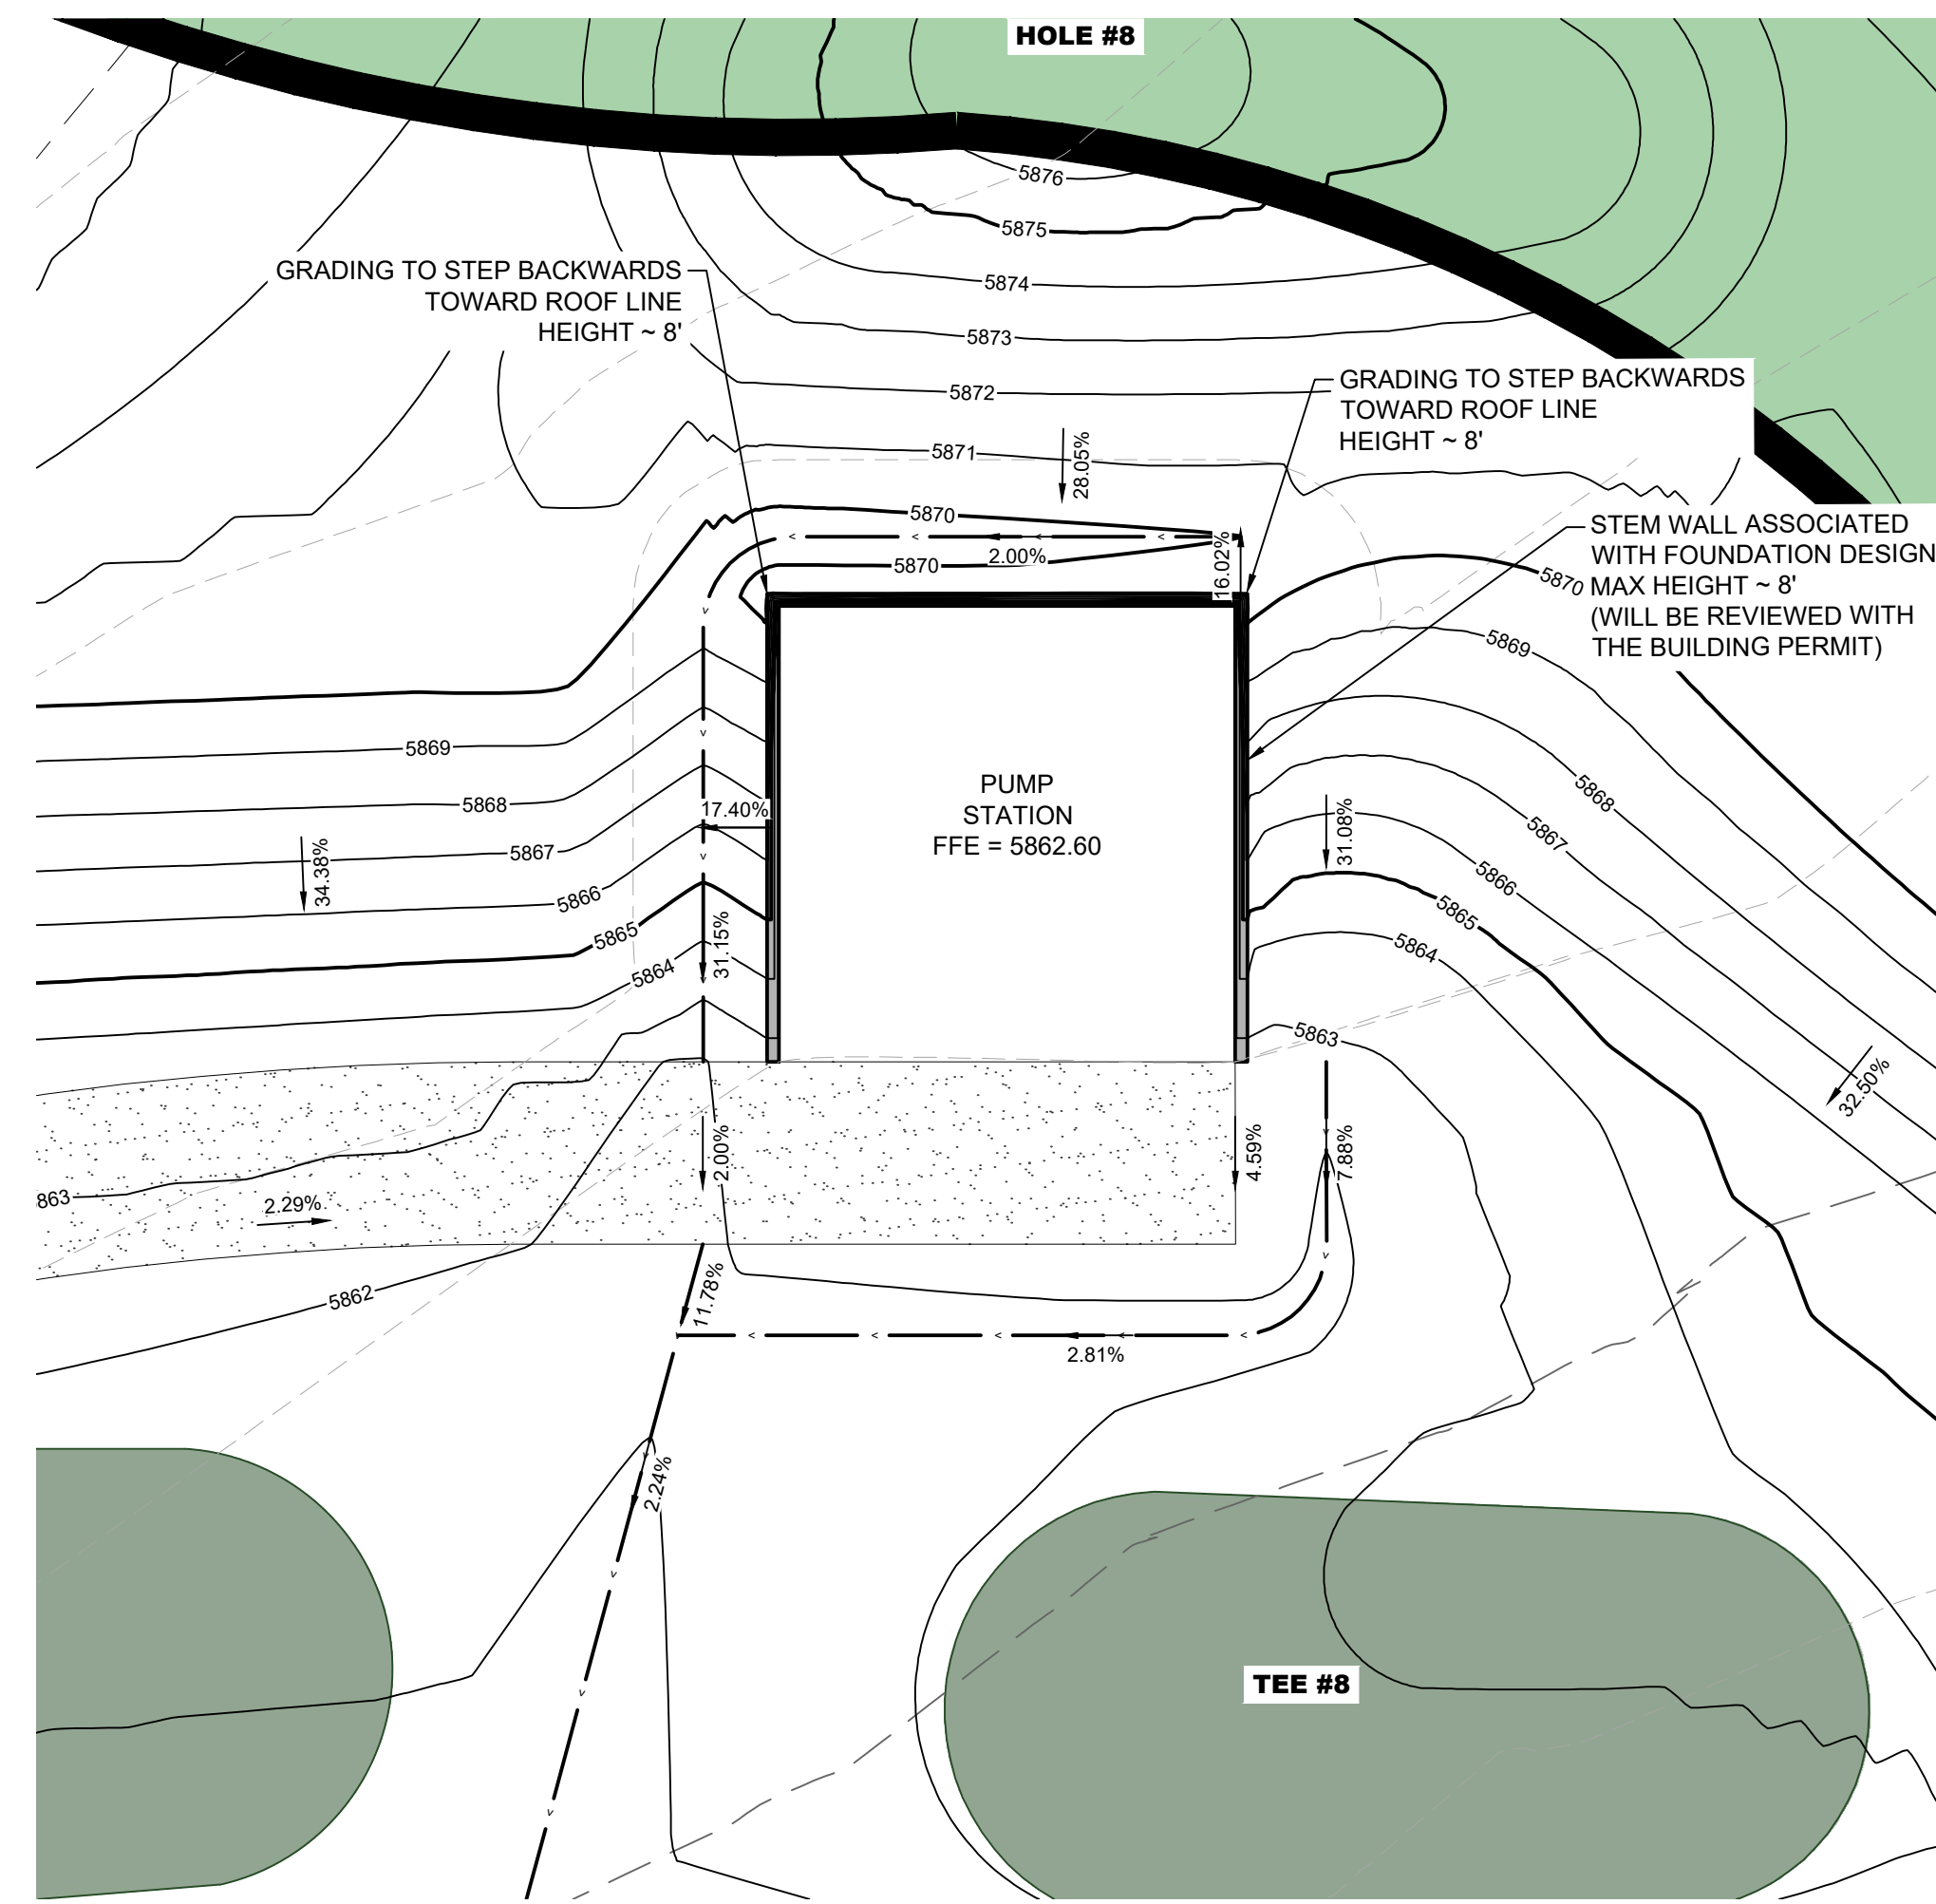 HOLE #8
5876
5875
5874
5873
5872
5871
GRADING TO STEP BACKWARDS
TOWARD ROOF LINE
HEIGHT ~ 8'
GRADING TO STEP BACKWARDS
TOWARD ROOF LINE
HEIGHT ~ 8'
28.05%
5870
2.00%
5870
16.02%
STEM WALL ASSOCIATED
WITH FOUNDATION DESIGN
MAX HEIGHT ~ 8'
(WILL BE REVIEWED WITH
THE BUILDING PERMIT)
5870
5869
5868
5867
5866
5865
5864
5863
5869
5868
5867
5866
5865
5864
34.38%
17.40%
31.15%
PUMP
STATION
FFE = 5862.60
31.08%
32.50%
863
2.29%
2.00%
4.59%
7.88%
5862
11.78%
2.81%
2.24%
TEE #8